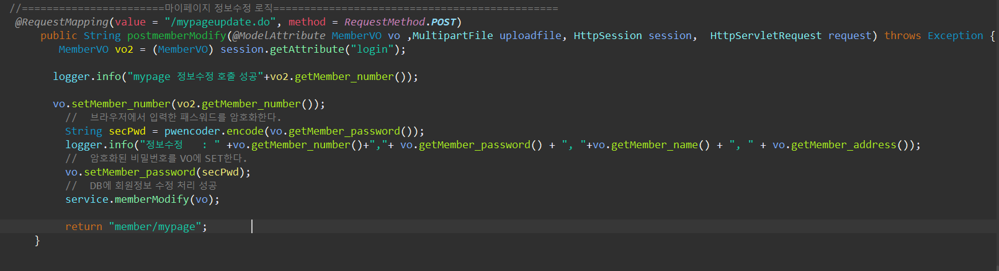 //=======================마이페이지 정보수정 로직==============================================
@RequestMapping(value = "/mypageupdate.do", method = RequestMethod.POST)
public String postmemberModify(@ModelAttribute MemberVO vo ,MultipartFile uploadfile, HttpSession session,  HttpServletRequest request) throws Exception {
MemberVO vo2 = (MemberVO) session.getAttribute("login");
logger.info("mypage 정보수정 호출 성공"+vo2.getMember_number());
vo.setMember_number(vo2.getMember_number());
//  브라우저에서 입력한 패스워드를 암호화한다.
String secPwd = pwencoder.encode(vo.getMember_password());
logger.info("정보수정   : " +vo.getMember_number()+","+ vo.getMember_password() + ", "+vo.getMember_name() + ", " + vo.getMember_address());
//  암호화된 비밀번호를 VO에 SET한다.
vo.setMember_password(secPwd);
//  DB에 회원정보 수정 처리 성공
service.memberModify(vo);
return "member/mypage";
}